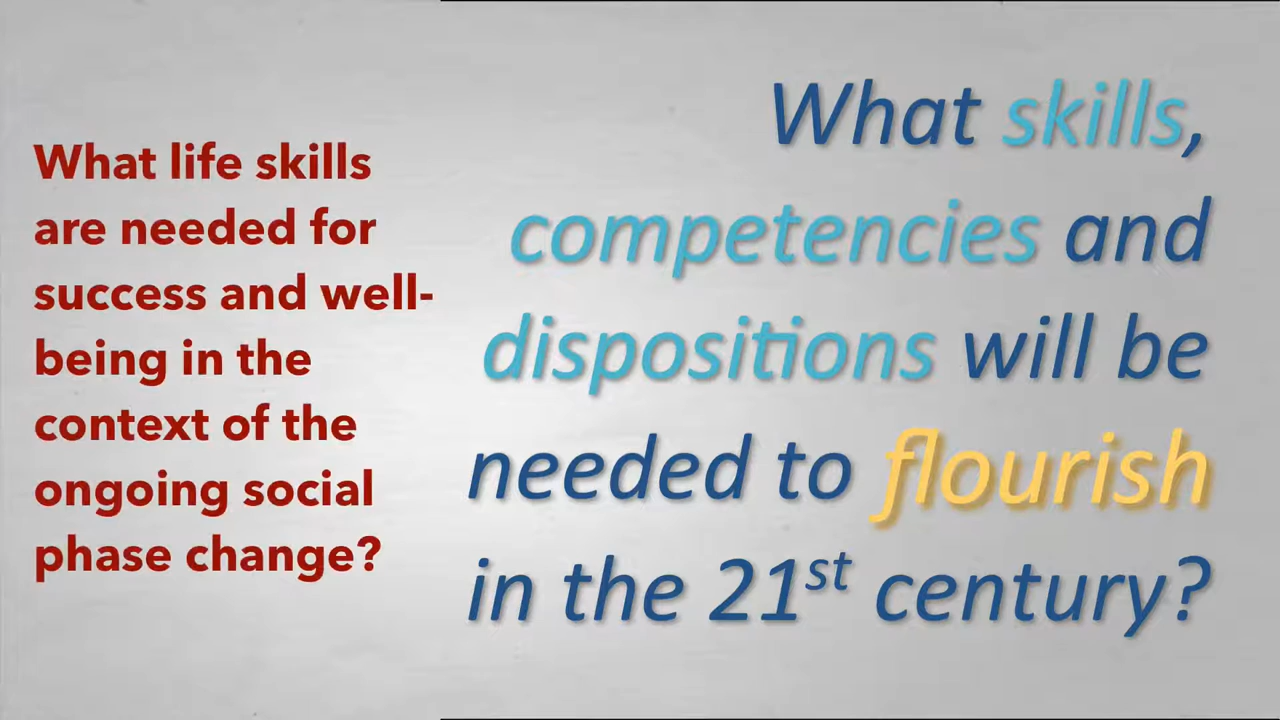 What life skills
are needed for
success and well-
being in the
context of the
ongoing social
phase change?
What skills,
competencies and
dispositions will be
needed to flourish
in the 21st century?